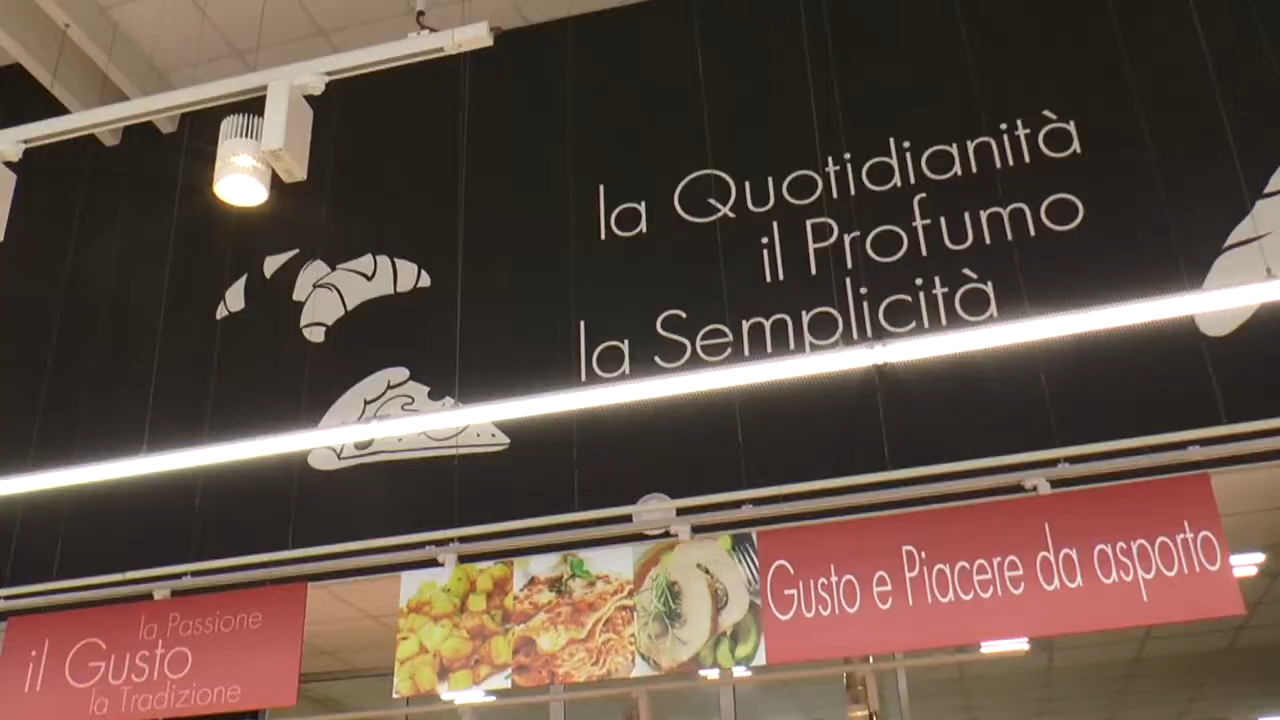 la Quotidianità
il Profumo
la Semplicità
la Passione
il Gusto
la Tradizione
Gusto e Piacere da asporto